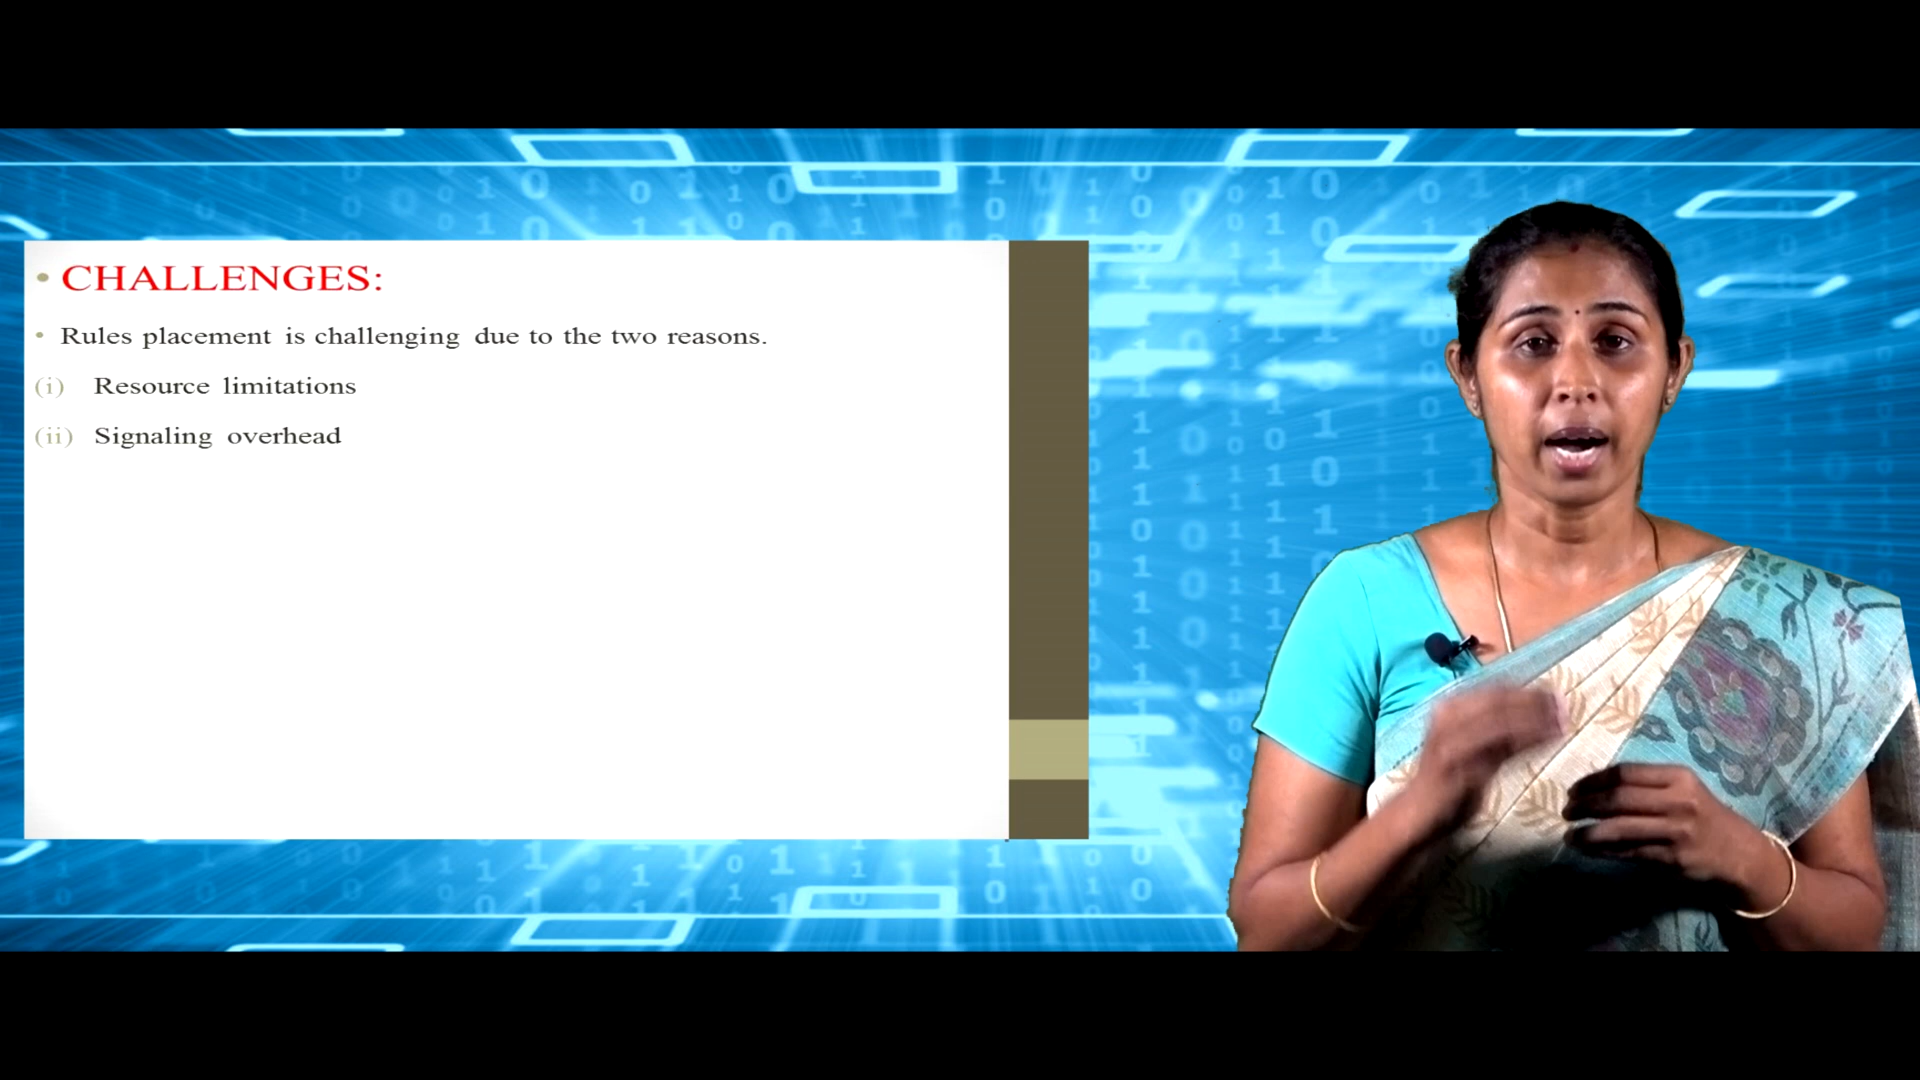 • CHALLENGES:
• Rules placement is challenging due to the two reasons.
(i) Resource limitations
(ii) Signaling overhead